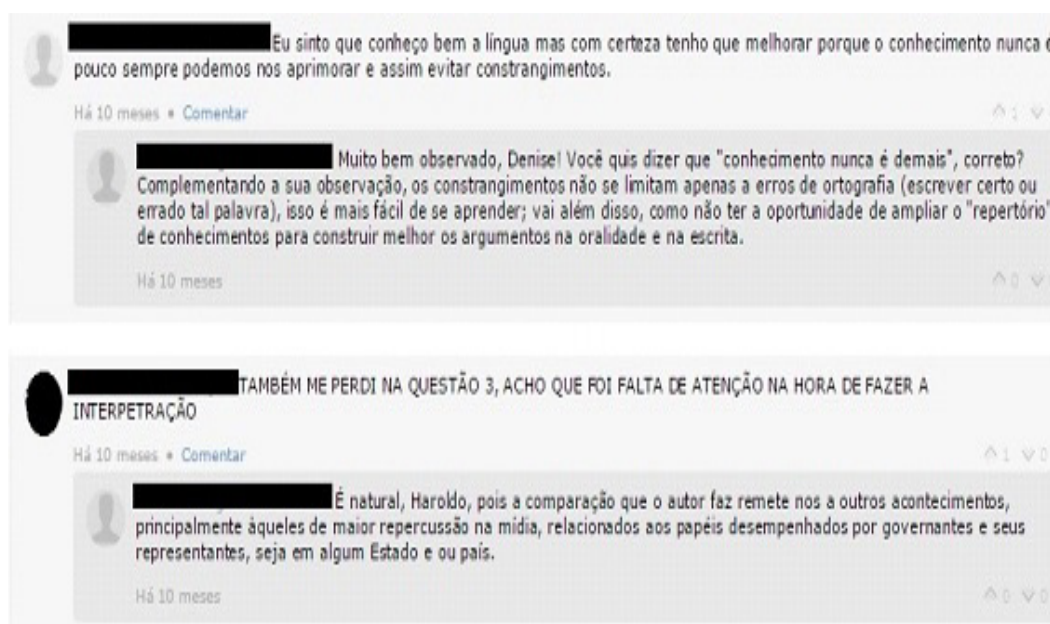 Eu sinto que conheço bem a língua mas com certeza tenho que melhorar porque o conhecimento nunca é
pouco sempre podemos nos aprimorar e assim evitar constrangimentos.
Há 10 meses • Comentar 1
Muito bem observado, Denise! Você quis dizer que "conhecimento nunca é demais", correto?
Complementando a sua observação, os constrangimentos não se limitam apenas a erros de ortografia (escrever certo ou
errado tal palavra), isso é mais fácil de se aprender; vai além disso, como não ter a oportunidade de ampliar o "repertório"
de conhecimentos para construir melhor os argumentos na oralidade e na escrita.
Há 10 meses 0
TAMBÉM ME PERDI NA QUESTÃO 3, ACHO QUE FOI FALTA DE ATENÇÃO NA HORA DE FAZER A
INTERPETRAÇÃO
Há 10 meses • Comentar 1 0
É natural, Haroldo, pois a comparação que o autor faz remete nos a outros acontecimentos,
principalmente àqueles de maior repercussão na mídia, relacionados aos papéis desempenhados por governantes e seus
representantes, seja em algum Estado e ou país.
Há 10 meses 0 0